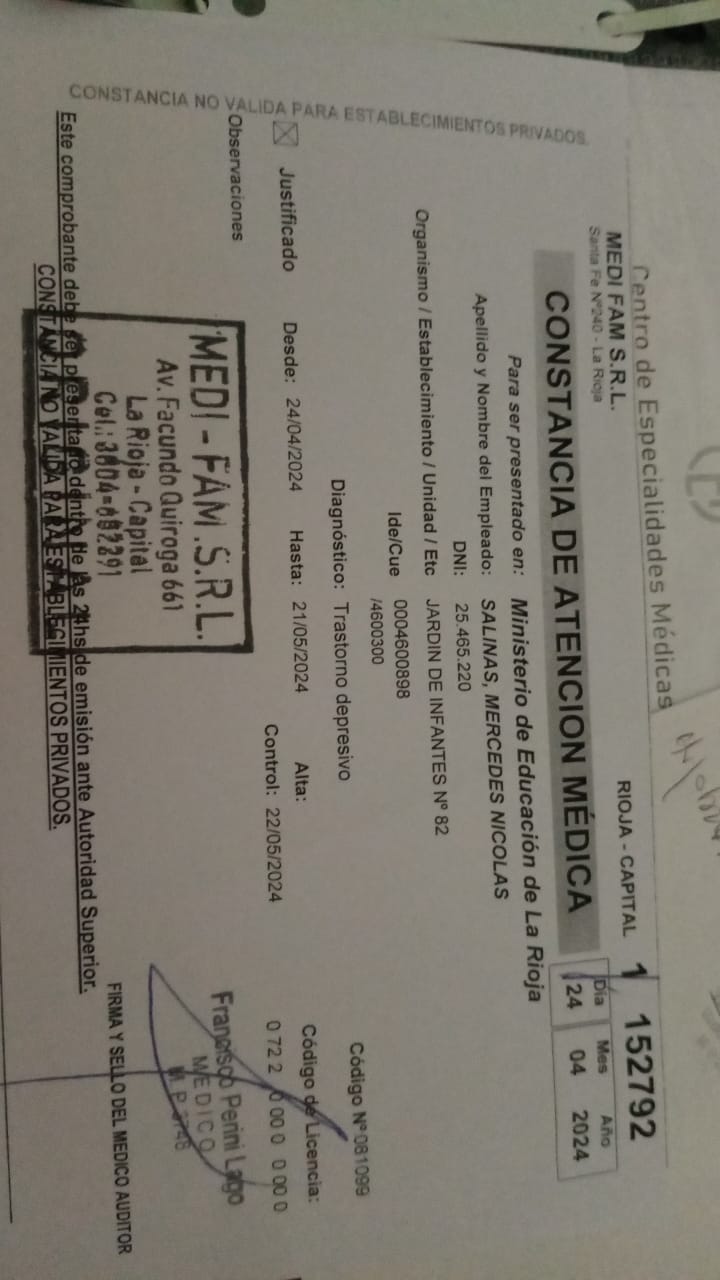 Centro de Especialidades Médicas
MEDI FAM S.R.L.
Santa Fe Nº240 - La Rioja
RIOJA - CAPITAL
1 152792
CONSTANCIA DE ATENCION MÉDICA
Día Mes Año
24 04 2024
Para ser presentado en: Ministerio de Educación de La Rioja
Apellido y Nombre del Empleado: SALINAS, MERCEDES NICOLAS
DNI: 25.465.220
Organismo / Establecimiento / Unidad / Etc JARDIN DE INFANTES Nº 82
Ide/Cue 0004600898
/4600300
Código Nº 081099
Diagnóstico: Trastorno depresivo
Código de Licencia:
Justificado Desde: 24/04/2024 Hasta: 21/05/2024 Alta:
Control: 22/05/2024
0 72 2 0 00 0 0 00 0
Observaciones
MEDI - FAM .S.R.L.
Av. Facundo Quiroga 661
La Rioja - Capital
Francisco Perini Lago
MEDICO
FIRMA Y SELLO DEL MEDICO AUDITOR
Este comprobante debe ser presentado dentro de las 24hs de emisión ante Autoridad Superior.
CONSTANCIA NO VALIDA PARA ESTABLECIMIENTOS PRIVADOS.
CONSTANCIA NO VALIDA PARA ESTABLECIMIENTOS PRIVADOS.